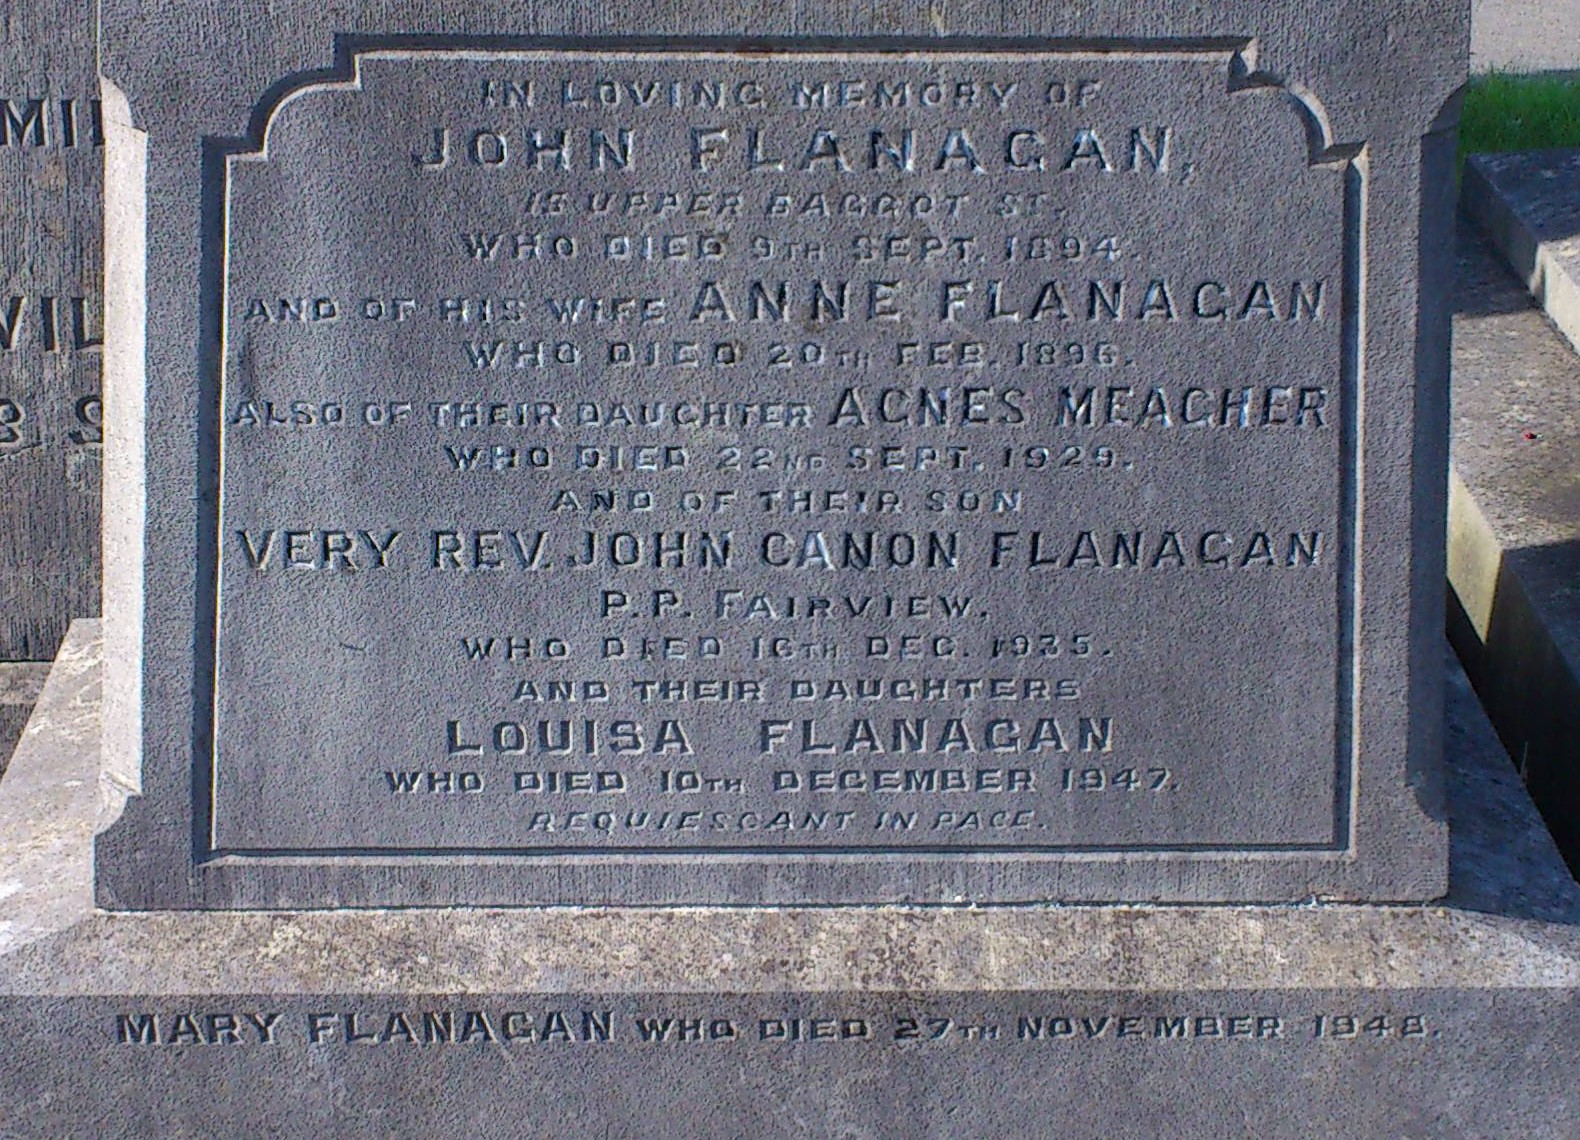 IN LOVING MEMORY OF
JOHN FLANAGAN,
UPPER BAGGOT ST.
WHO DIED 9TH SEPT. 1894.
AND OF HIS WIFE ANNE FLANAGAN
WHO DIED 20TH FEB. 1896.
ALSO OF THEIR DAUGHTER AGNES MEAGHER
WHO DIED 22ND SEPT. 1929.
AND OF THEIR SON
VERY REV. JOHN CANON FLANAGAN
P.P. FAIRVIEW.
WHO DIED 16TH DEC. 1935.
AND THEIR DAUGHTERS
LOUISA FLANAGAN
WHO DIED 10TH DECEMBER 1947.
REQUIESCANT IN PACE.
MARY FLANAGAN WHO DIED 27TH NOVEMBER 1948.